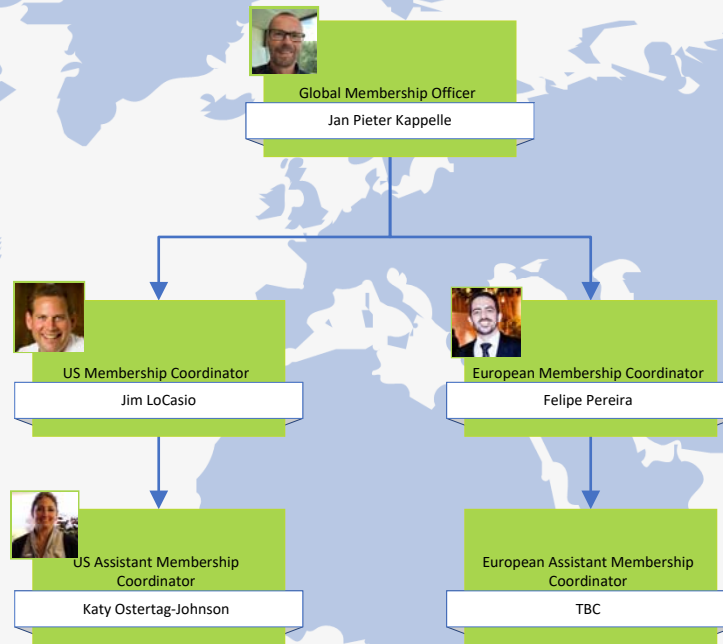 Global Membership Officer
Jan Pieter Kappelle
US Membership Coordinator
Jim LoCasio
European Membership Coordinator
Felipe Pereira
US Assistant Membership
Coordinator
Katy Ostertag-Johnson
European Assistant Membership
Coordinator
TBC